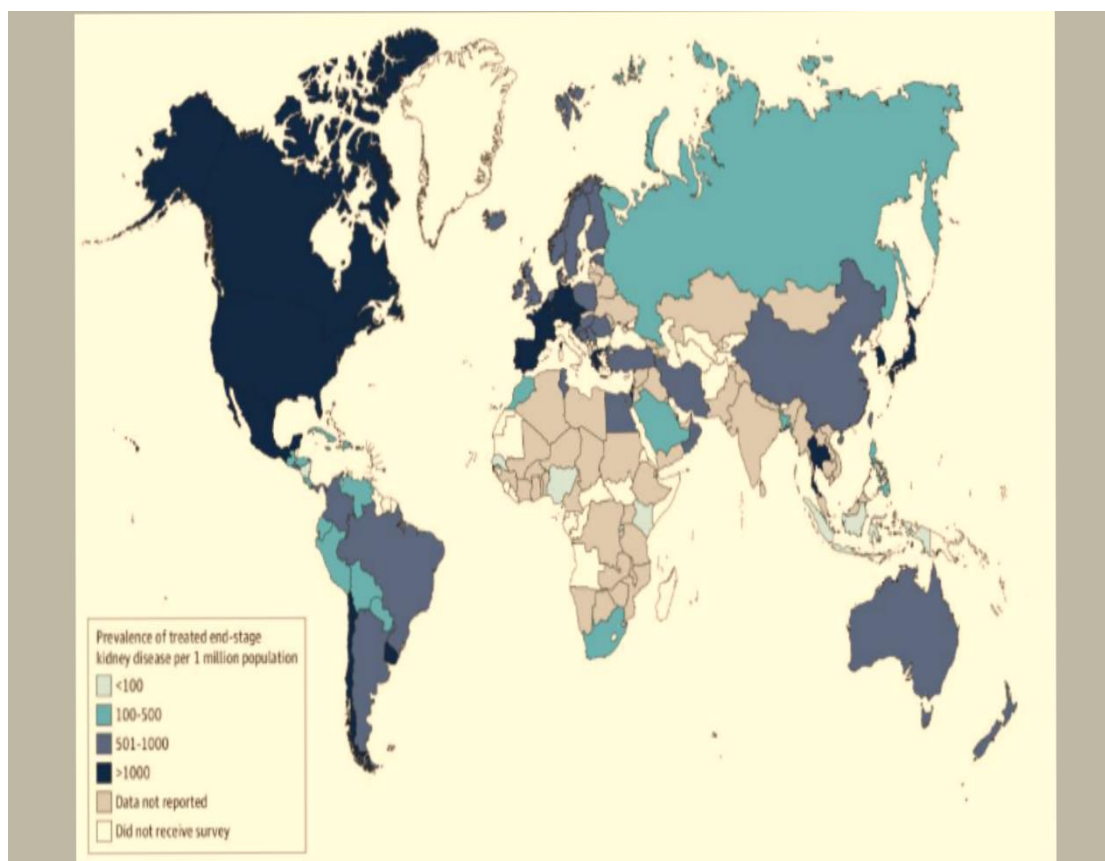 Prevalence of treated end-stage
kidney disease per 1 million population
<100
100-500
501-1000
>1000
Data not reported
Did not receive survey